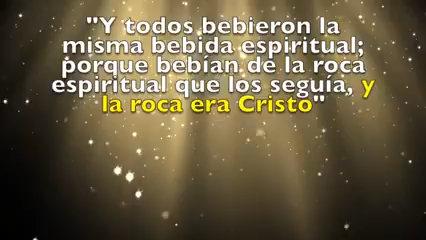 "Y todos bebieron la
misma bebida espiritual;
porque bebían de la roca
espiritual que los seguía, y
la roca era Cristo"